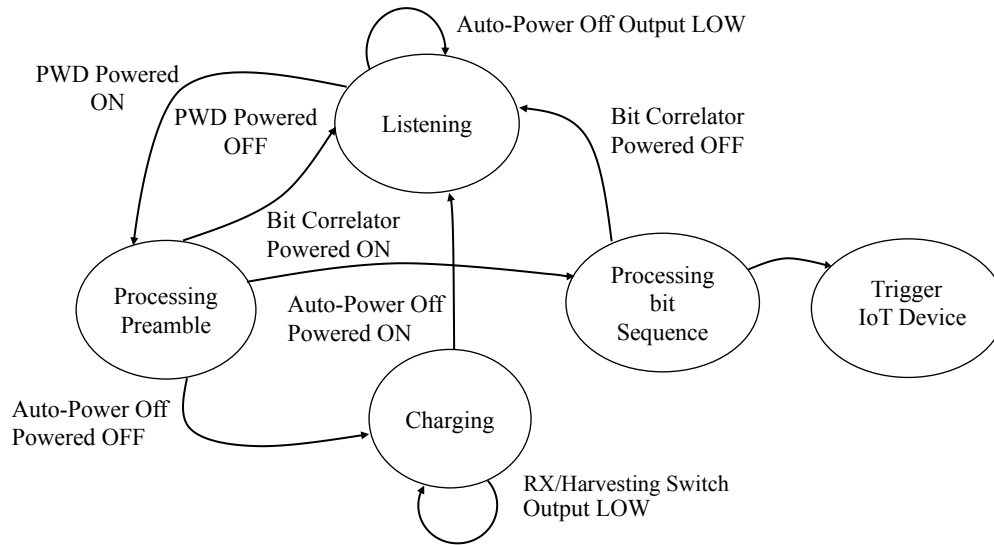 Auto-Power Off Output LOW
PWD Powered
ON
PWD Powered
OFF
Listening
Bit Correlator
Powered OFF
Bit Correlator
Powered ON
Processing
Preamble
Processing
bit
Sequence
Trigger
IoT Device
Auto-Power Off
Powered ON
Auto-Power Off
Powered OFF
Charging
RX/Harvesting Switch
Output LOW